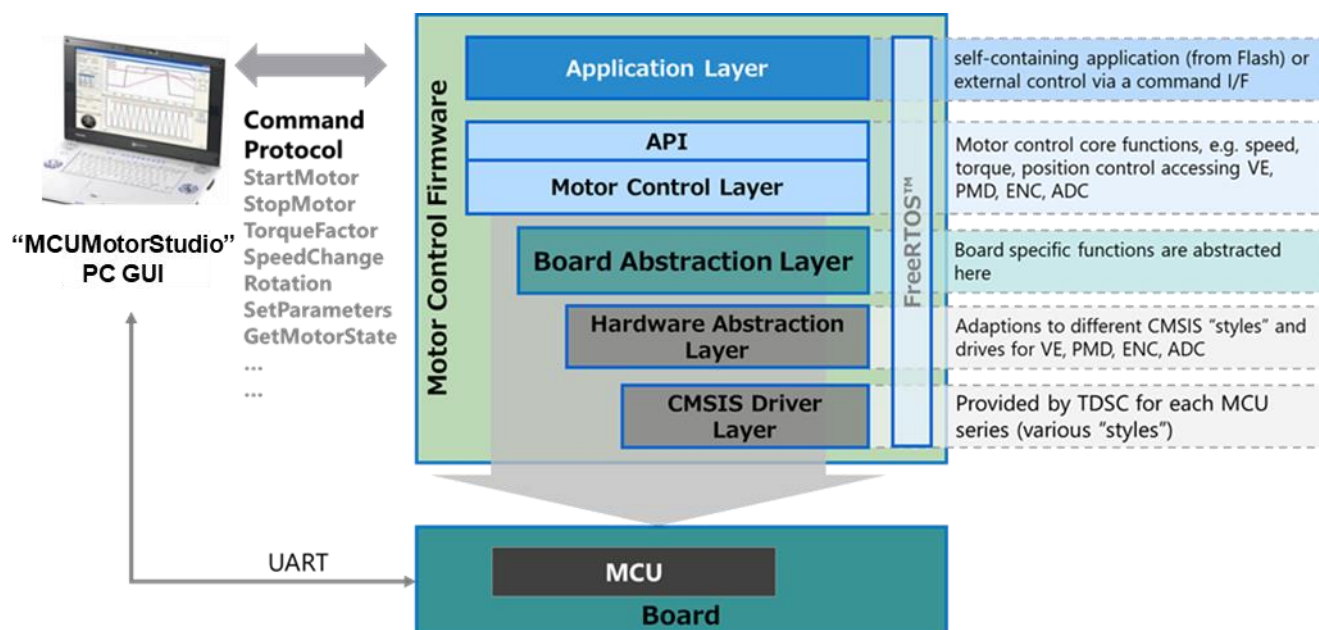 “MCUMotorStudio”
PC GUI
Command
Protocol
StartMotor
StopMotor
TorqueFactor
SpeedChange
Rotation
SetParameters
GetMotorState
...
...
UART
Motor Control Firmware
Application Layer
API
Motor Control Layer
Board Abstraction Layer
Hardware Abstraction
Layer
CMSIS Driver
Layer
FreeRTOS™
self-containing application (from Flash) or
external control via a command I/F
Motor control core functions, e.g. speed,
torque, position control accessing VE,
PMD, ENC, ADC
Board specific functions are abstracted
here
Adaptions to different CMSIS “styles” and
drives for VE, PMD, ENC, ADC
Provided by TDSC for each MCU
series (various “styles”)
MCU
Board